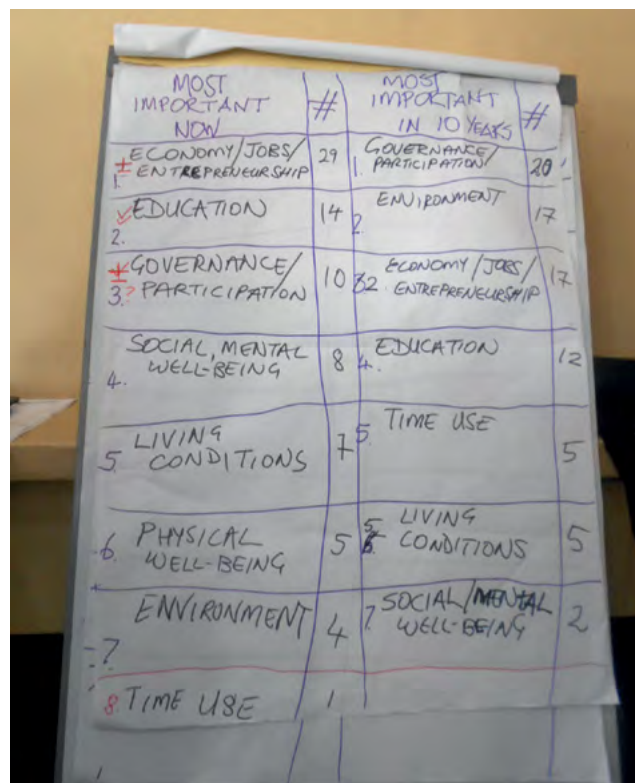 MOST IMPORTANT NOW
#
MOST IMPORTANT IN 10 YEARS
#
1. ± ECONOMY/JOBS/
ENTREPRENEURSHIP
29
1. GOVERNANCE/
PARTICIPATION/
20
2. ✓ EDUCATION
14
2. ENVIRONMENT
17
± GOVERNANCE/
3.? PARTICIPATION
10
2. ECONOMY/JOBS/
ENTREPRENEURSHIP
17
4. SOCIAL, MENTAL
WELL-BEING
8
4. EDUCATION
12
5. LIVING
CONDITIONS
7
5. TIME USE
5
6. PHYSICAL
WELL-BEING
5
5. LIVING
CONDITIONS
5
7 ENVIRONMENT
4
7. SOCIAL/MENTAL
WELL-BEING
2
8. TIME USE
1